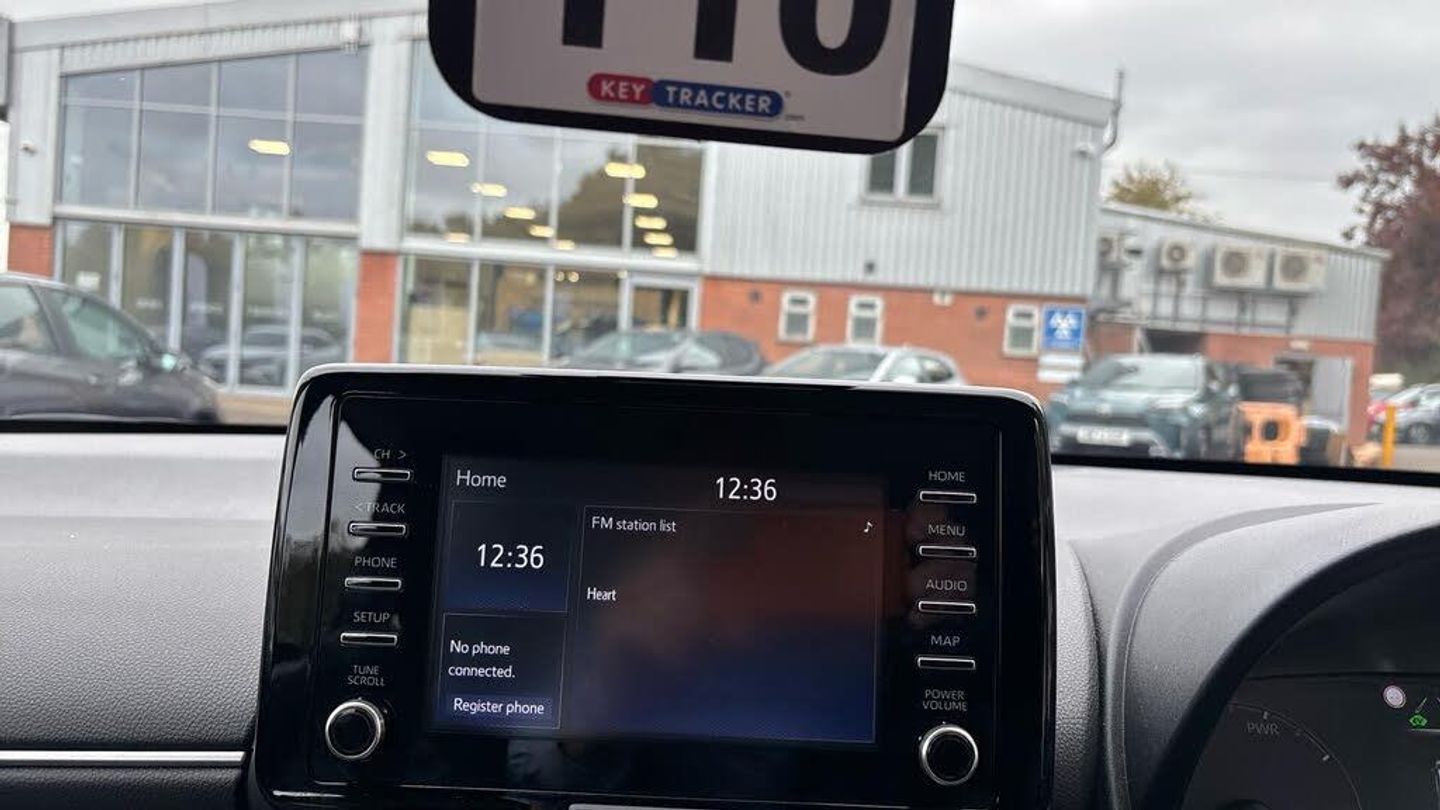 KEY TRACKER
CH >
< TRACK
PHONE
SETUP
TUNE
SCROLL
Home
12:36
12:36
FM station list
Heart
No phone
connected.
Register phone
HOME
MENU
AUDIO
MAP
POWER
VOLUME
PWR